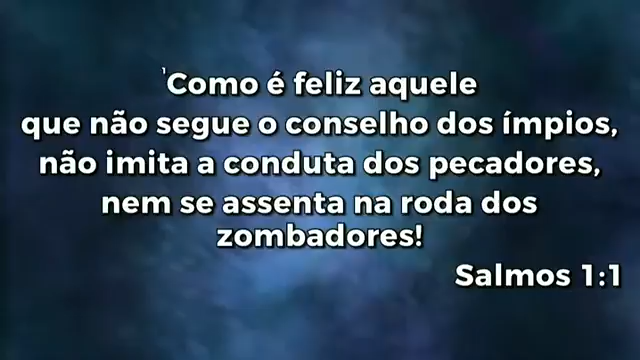 'Como é feliz aquele
que não segue o conselho dos ímpios,
não imita a conduta dos pecadores,
nem se assenta na roda dos
zombadores!
Salmos 1:1